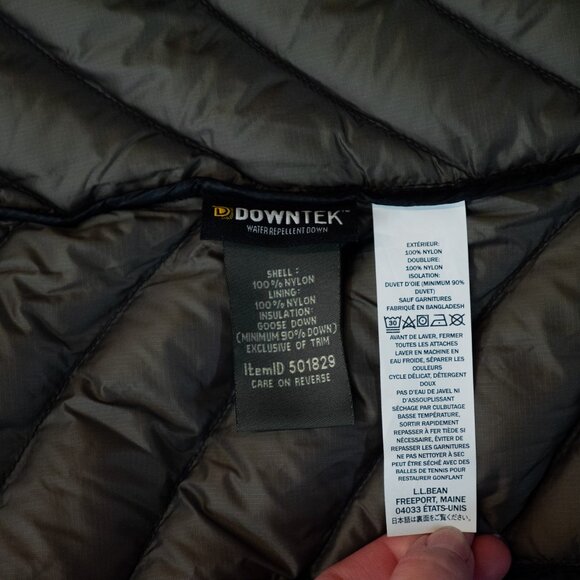 DOWNTEK™
WATER REPELLENT DOWN
SHELL:
100% NYLON
LINING:
100% NYLON
INSULATION:
GOOSE DOWN
(MINIMUM 90% DOWN)
EXCLUSIVE OF TRIM
ItemID 501829
CARE ON REVERSE
EXTÉRIEUR:
100% NYLON
DOUBLURE:
100% NYLON
ISOLATION:
DUVET D'OIE (MINIMUM 90%
DUVET)
SAUF GARNITURES
FABRIQUÉ EN BANGLADESH
30
AVANT DE LAVER, FERMER
TOUTES LES ATTACHES
LAVER EN MACHINE EN
EAU FROIDE, SÉPARER LES
COULEURS
CYCLE DÉLICAT, DÉTERGENT
DOUX
PAS D'EAU DE JAVEL NI
D'ASSOUPLISSANT
SÉCHAGE PAR CULBUTAGE
BASSE TEMPÉRATURE,
SORTIR RAPIDEMENT
REPASSER À FER TIÈDE SI
NÉCESSAIRE, ÉVITER DE
REPASSER LES GARNITURES
NE PAS NETTOYER À SEC
PEUT ÊTRE SÉCHÉ AVEC DES
BALLES DE TENNIS POUR
RESTAURER GONFLANT
L.L.BEAN
FREEPORT, MAINE
04033 ÉTATS-UNIS
日本語は裏面をご覧ください